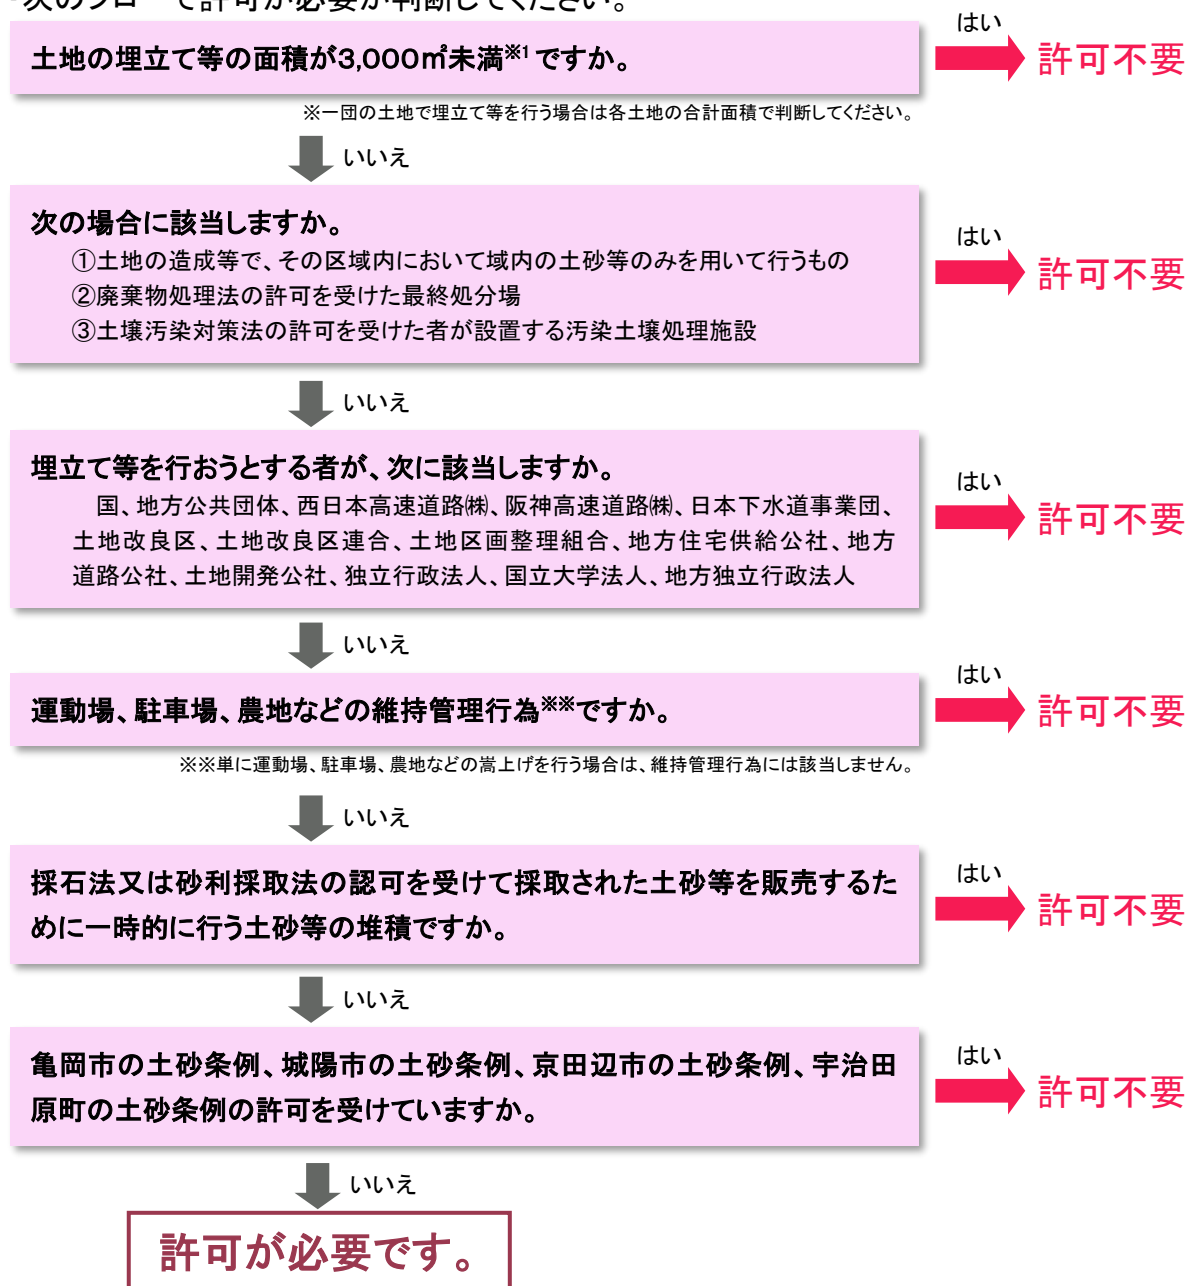 ・次のフローで許可が必要か判断してください。
はい
土地の埋立て等の面積が3,000㎡未満※1ですか。
許可不要
※一団の土地で埋立て等を行う場合は各土地の合計面積で判断してください。
いいえ
次の場合に該当しますか。
①土地の造成等で、その区域内において域内の土砂等のみを用いて行うもの
②廃棄物処理法の許可を受けた最終処分場
③土壌汚染対策法の許可を受けた者が設置する汚染土壌処理施設
はい
許可不要
いいえ
埋立て等を行おうとする者が、次に該当しますか。
国、地方公共団体、西日本高速道路㈱、阪神高速道路㈱、日本下水道事業団、
土地改良区、土地改良区連合、土地区画整理組合、地方住宅供給公社、地方
道路公社、土地開発公社、独立行政法人、国立大学法人、地方独立行政法人
はい
許可不要
いいえ
運動場、駐車場、農地などの維持管理行為※※ですか。
はい
許可不要
※※単に運動場、駐車場、農地などの嵩上げを行う場合は、維持管理行為には該当しません。
いいえ
採石法又は砂利採取法の認可を受けて採取された土砂等を販売するた
めに一時的に行う土砂等の堆積ですか。
はい
許可不要
いいえ
亀岡市の土砂条例、城陽市の土砂条例、京田辺市の土砂条例、宇治田
原町の土砂条例の許可を受けていますか。
はい
許可不要
いいえ
許可が必要です。